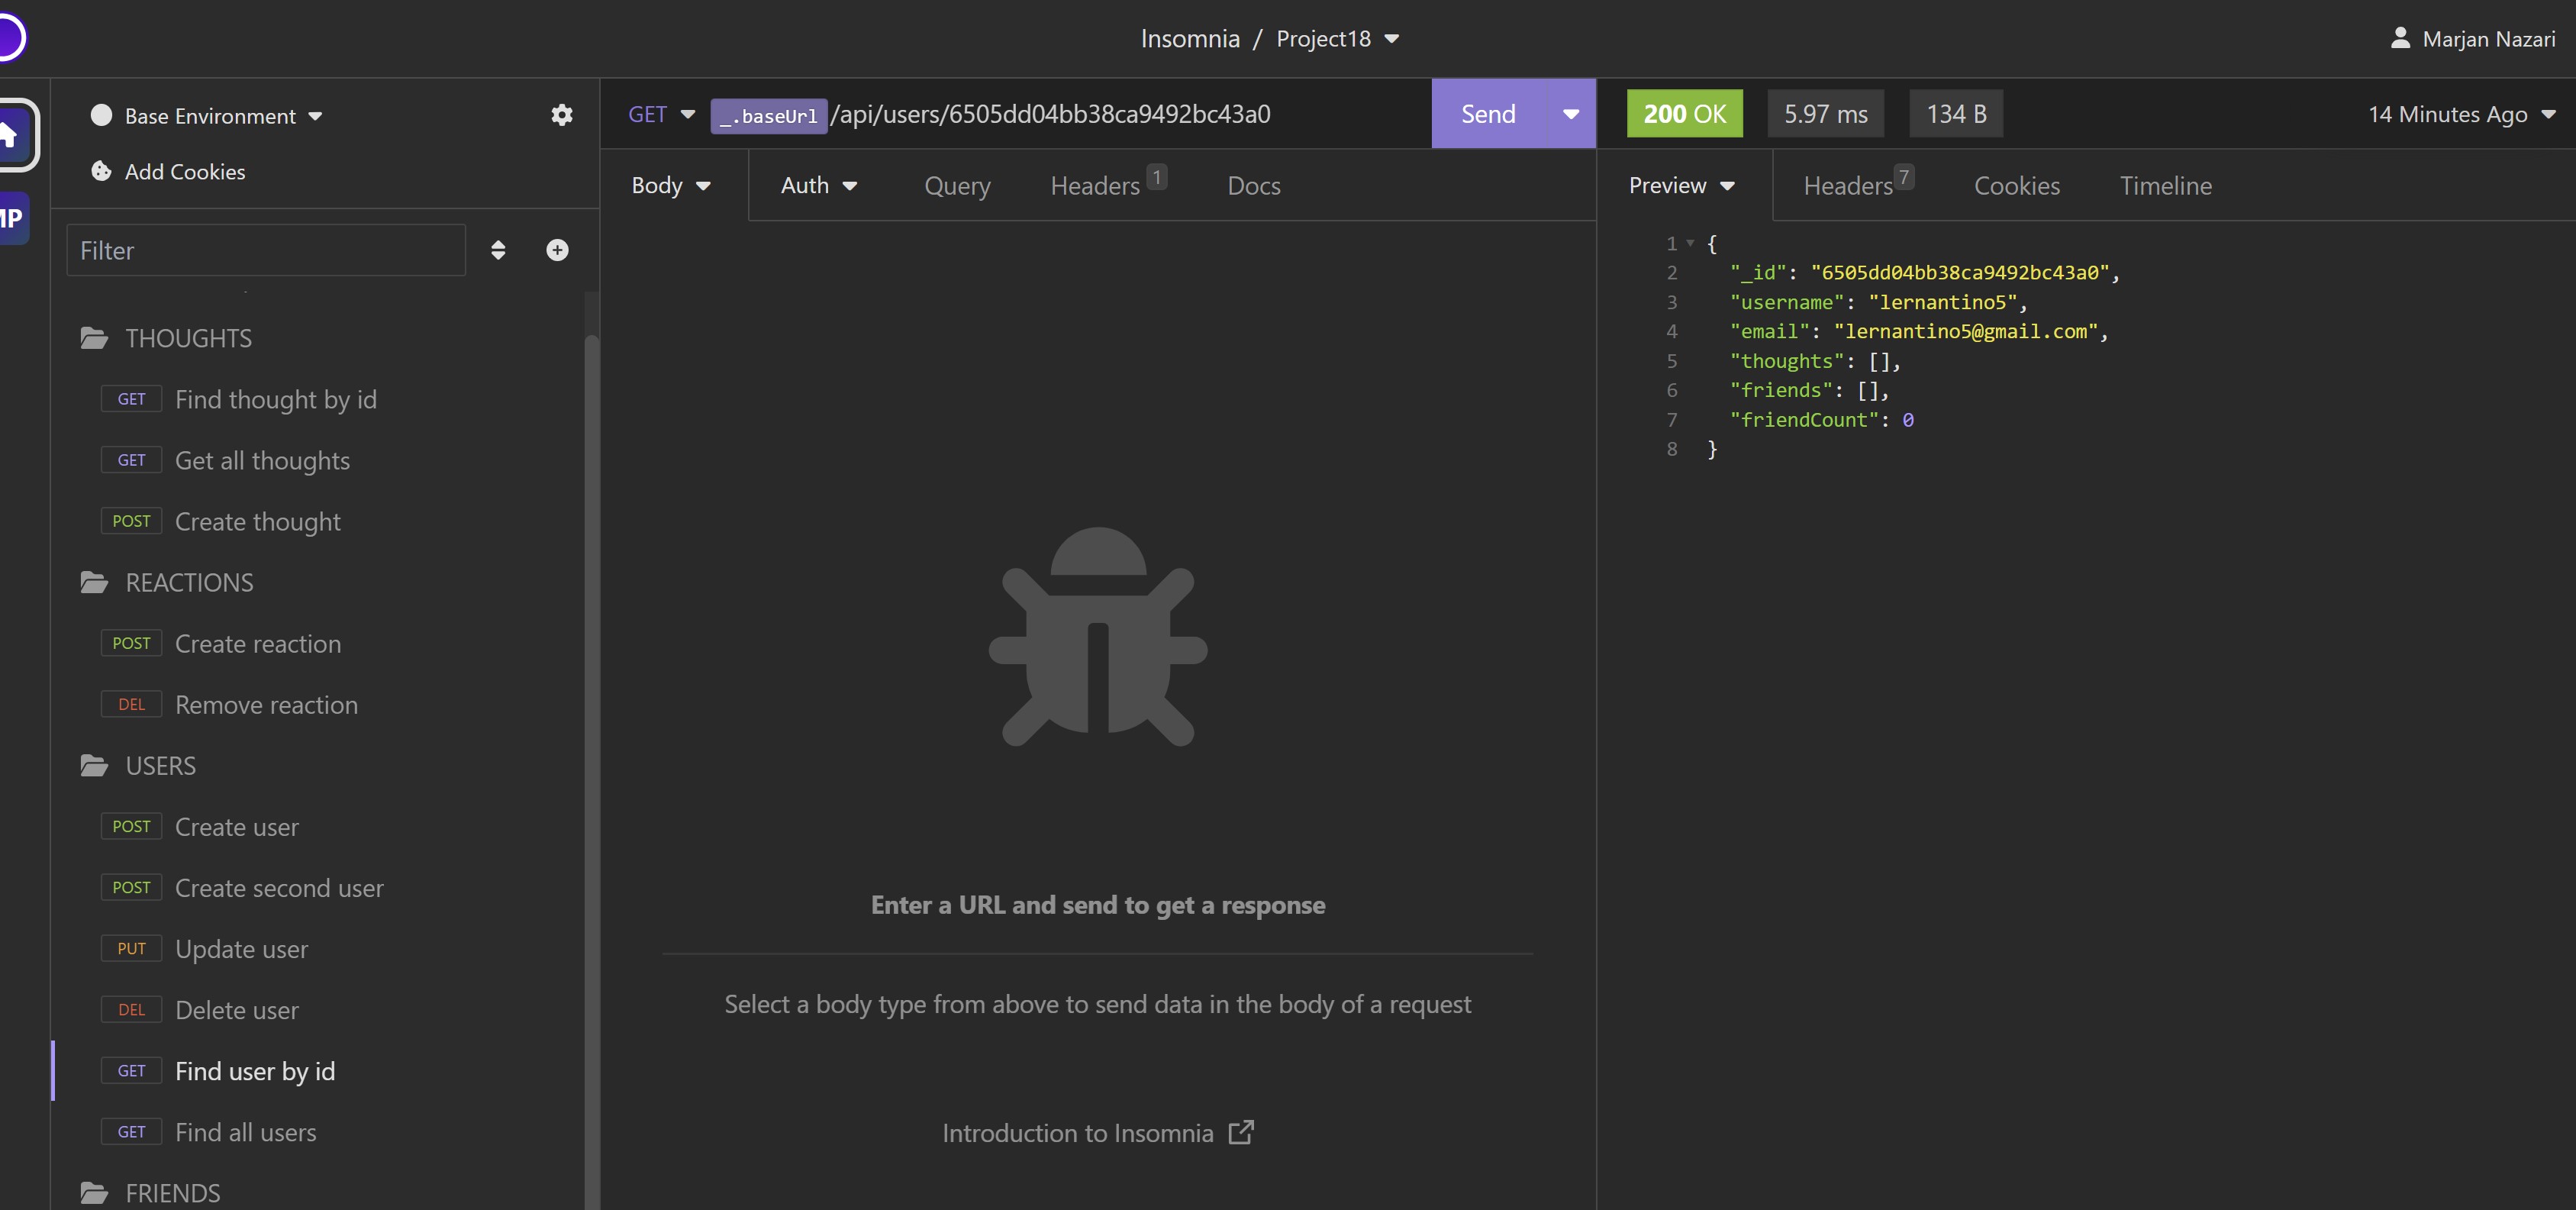 Insomnia / Project18
Marjan Nazari
MP
Base Environment
Add Cookies
Filter
THOUGHTS
GET Find thought by id
GET Get all thoughts
POST Create thought
REACTIONS
POST Create reaction
DEL Remove reaction
USERS
POST Create user
POST Create second user
PUT Update user
DEL Delete user
GET Find user by id
GET Find all users
FRIENDS
GET _.baseUrl /api/users/6505dd04bb38ca9492bc43a0 Send
Body Auth Query Headers 1 Docs
Enter a URL and send to get a response
Select a body type from above to send data in the body of a request
Introduction to Insomnia
200 OK 5.97 ms 134 B 14 Minutes Ago
Preview Headers 7 Cookies Timeline
1 {
2 "_id": "6505dd04bb38ca9492bc43a0",
3 "username": "lernantino5",
4 "email": "lernantino5@gmail.com",
5 "thoughts": [],
6 "friends": [],
7 "friendCount": 0
8 }